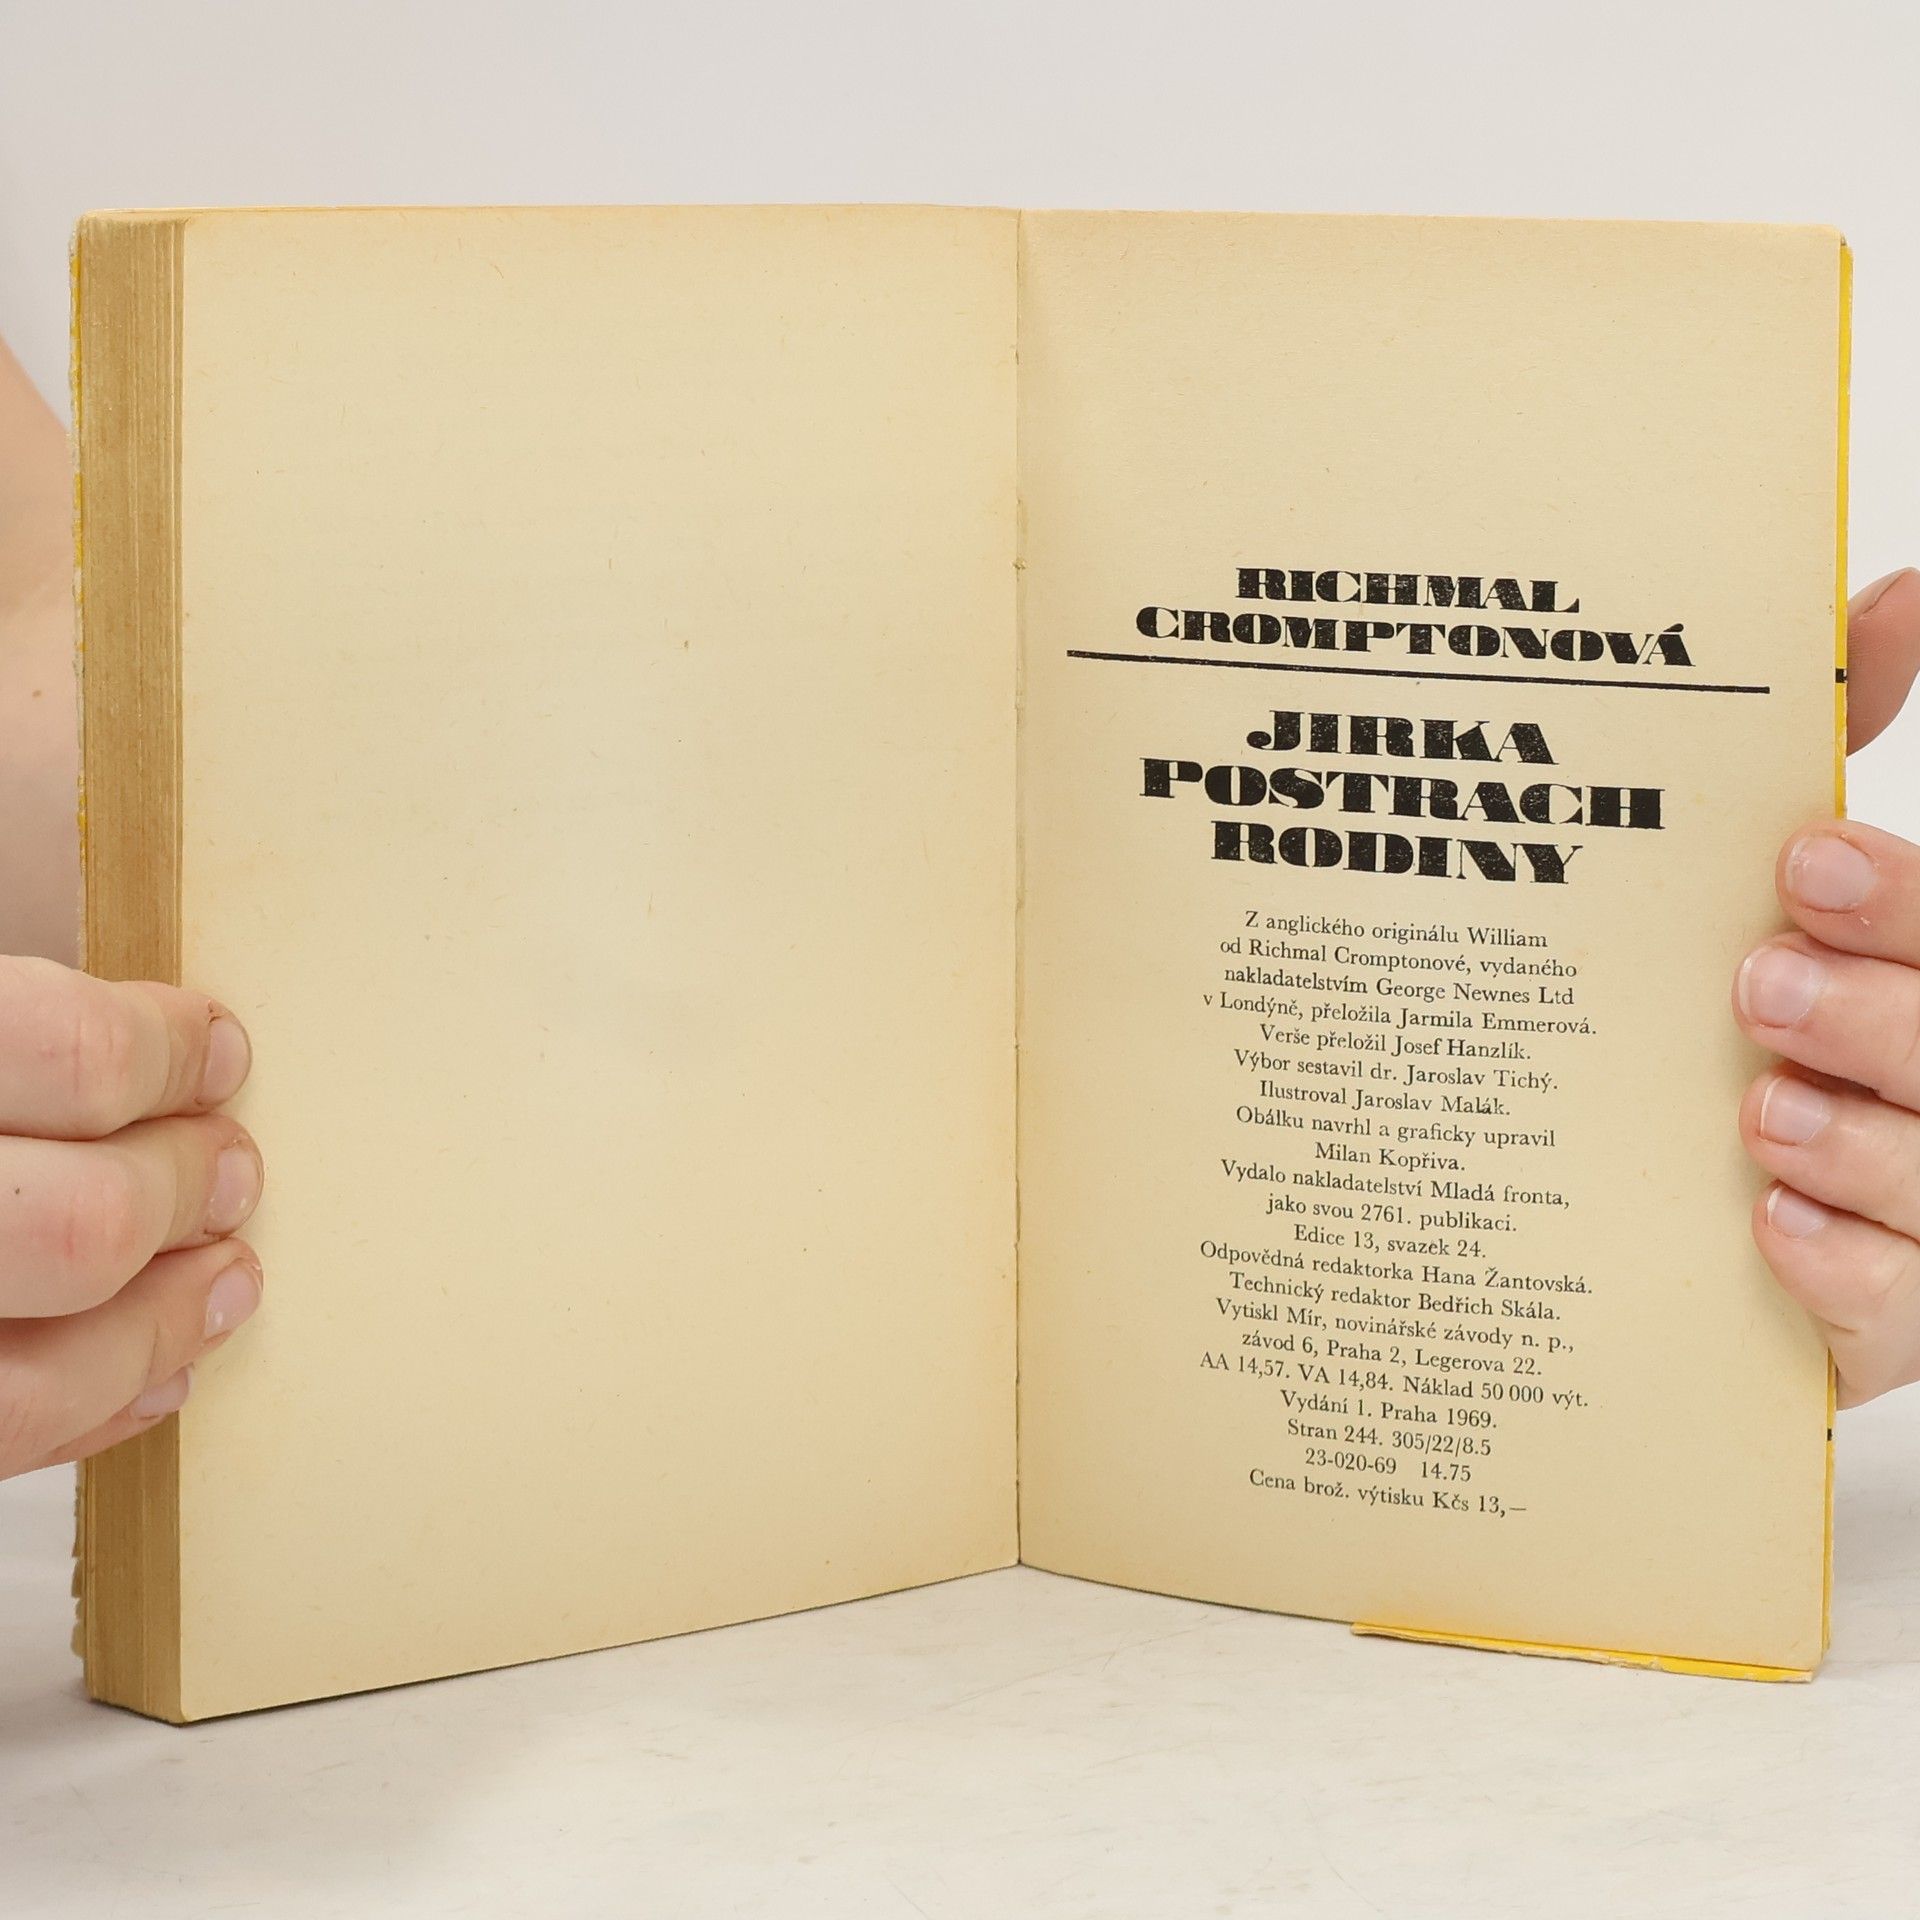 RICHMAL
CROMPTONOVÁ
JIRKA
POSTRACH
RODINY
Z anglického originálu William
od Richmal Cromptonové, vydaného
nakladatelstvím George Newnes Ltd
v Londýně, přeložila Jarmila Emmerová.
Verše přeložil Josef Hanzlík.
Výbor sestavil dr. Jaroslav Tichý.
Ilustroval Jaroslav Malák.
Obálku navrhl a graficky upravil
Milan Kopřiva.
Vydalo nakladatelství Mladá fronta,
jako svou 2761. publikaci.
Edice 13, svazek 24.
Odpovědná redaktorka Hana Žantovská.
Technický redaktor Bedřich Skála.
Vytiskl Mír, novinářské závody n. p.,
závod 6, Praha 2, Legerova 22.
AA 14,57. VA 14,84. Náklad 50 000 výt.
Vydání 1. Praha 1969.
Stran 244. 305/22/8.5
23-020-69 14.75
Cena brož. výtisku Kčs 13,—